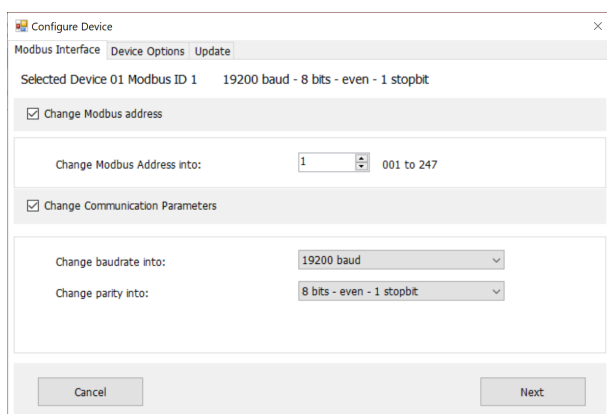 Configure Device
Modbus Interface Device Options Update
Selected Device 01 Modbus ID 1 19200 baud - 8 bits - even - 1 stopbit
Change Modbus address
Change Modbus Address into: 1 001 to 247
Change Communication Parameters
Change baudrate into: 19200 baud
Change parity into: 8 bits - even - 1 stopbit
Cancel Next